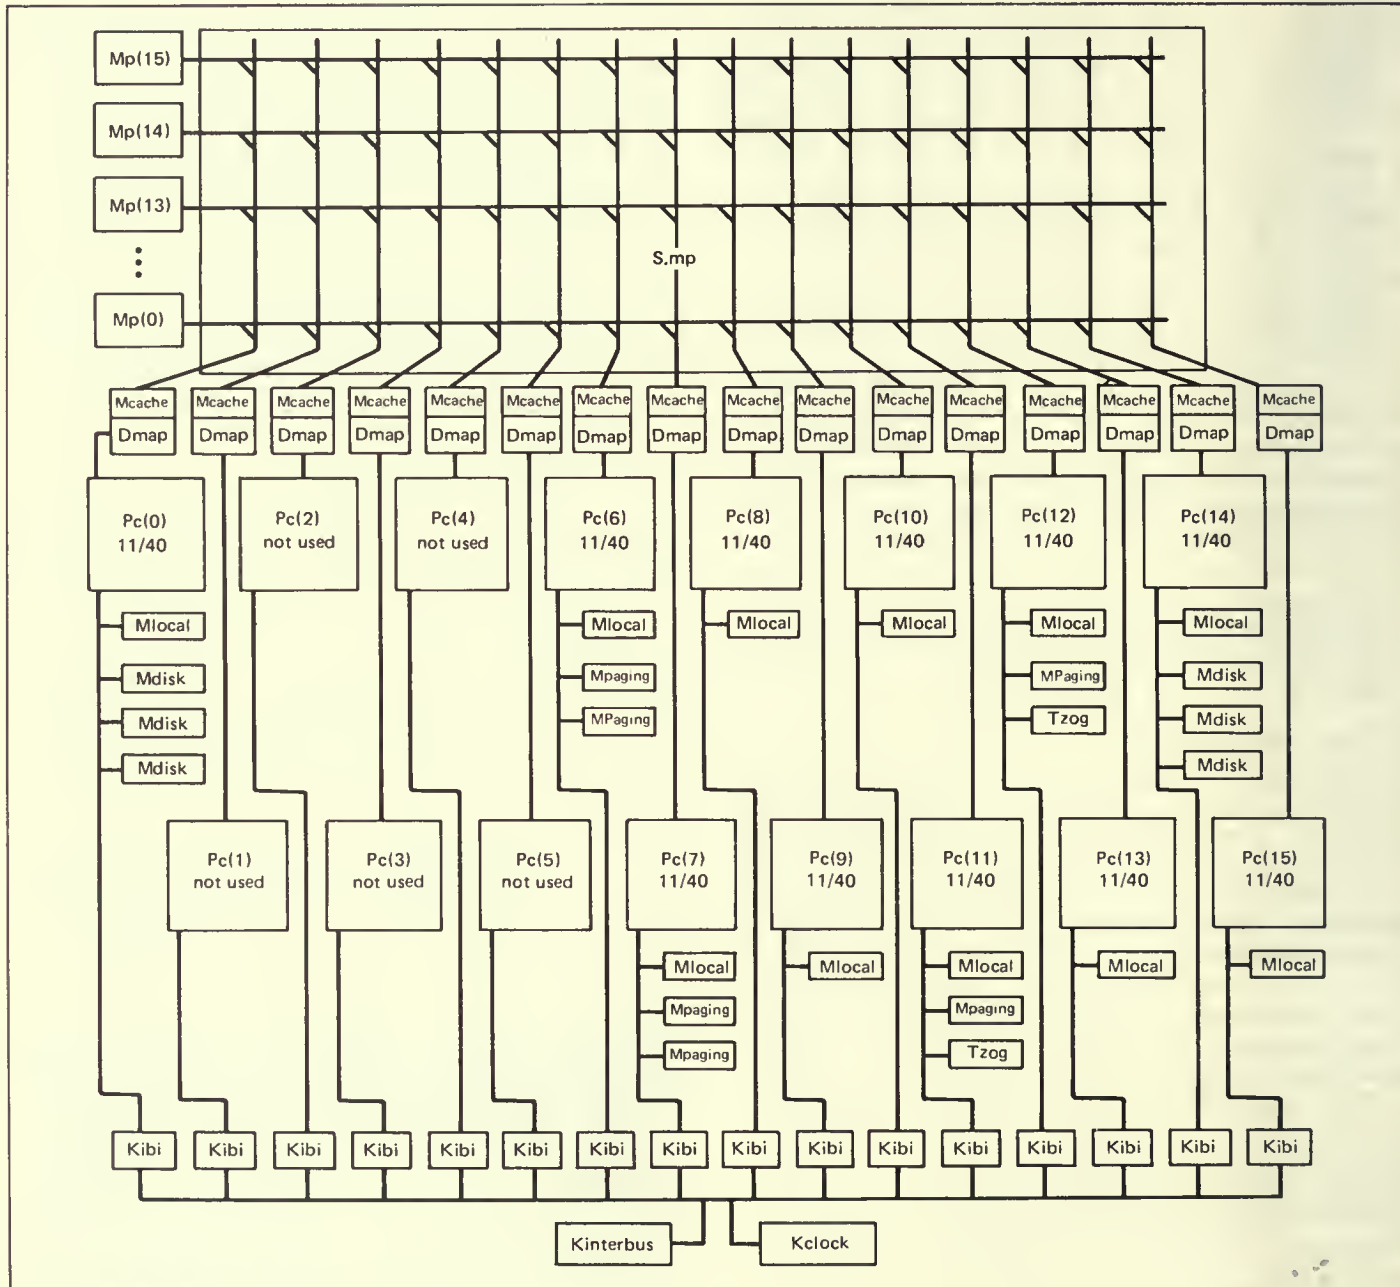 Mp(15)
Mp(14)
Mp(13)
S.mp
Mp(0)
Mcache Mcache Mcache Mcache Mcache Mcache Mcache Mcache Mcache Mcache Mcache Mcache Mcache Mcache Mcache Mcache
Dmap Dmap Dmap Dmap Dmap Dmap Dmap Dmap Dmap Dmap Dmap Dmap Dmap Dmap Dmap Dmap
Pc(0) Pc(2) Pc(4) Pc(6) Pc(8) Pc(10) Pc(12) Pc(14)
11/40 not used not used 11/40 11/40 11/40 11/40 11/40
Mlocal Mlocal Mlocal Mlocal Mlocal Mlocal
Mdisk Mpaging MPaging Mdisk
Mdisk MPaging Tzog Mdisk
Mdisk Mdisk
Pc(1) Pc(3) Pc(5) Pc(7) Pc(9) Pc(11) Pc(13) Pc(15)
not used not used not used 11/40 11/40 11/40 11/40 11/40
Mlocal Mlocal Mlocal Mlocal Mlocal
Mpaging Mpaging
Mpaging Tzog
Kibi Kibi Kibi Kibi Kibi Kibi Kibi Kibi Kibi Kibi Kibi Kibi Kibi Kibi Kibi Kibi
Kinterbus Kclock